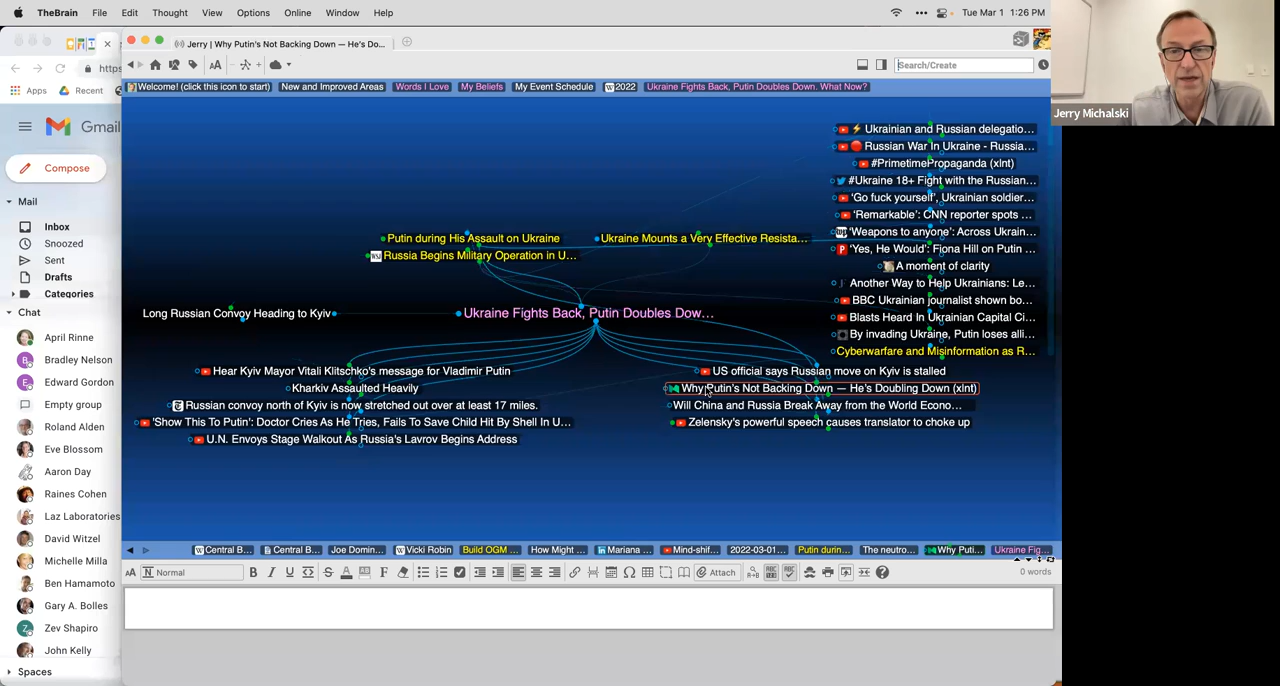 TheBrain File Edit Thought View Options Online Window Help
Tue Mar 1 1:26 PM
Jerry | Why Putin's Not Backing Down — He's Do...
https
Search/Create
Apps Recent
Welcome! (click this icon to start) New and Improved Areas Words I Love My Beliefs My Event Schedule 2022 Ukraine Fights Back, Putin Doubles Down. What Now?
Jerry Michalski
Gmail
Compose
Mail
Inbox
Snoozed
Sent
Drafts
Categories
Chat
April Rinne
Bradley Nelson
Edward Gordon
Empty group
Roland Alden
Eve Blossom
Aaron Day
Raines Cohen
Laz Laboratories
David Witzel
Michelle Milla
Ben Hamamoto
Gary A. Bolles
Zev Shapiro
John Kelly
Spaces
Putin during His Assault on Ukraine
Russia Begins Military Operation in U...
Ukraine Mounts a Very Effective Resista...
Long Russian Convoy Heading to Kyiv
Ukraine Fights Back, Putin Doubles Dow...
Ukrainian and Russian delegatio...
Russian War In Ukraine - Russia...
#PrimetimePropaganda (xlnt)
#Ukraine 18+ Fight with the Russian...
'Go fuck yourself', Ukrainian soldier...
'Remarkable': CNN reporter spots ...
'Weapons to anyone': Across Ukrain...
'Yes, He Would': Fiona Hill on Putin ...
A moment of clarity
Another Way to Help Ukrainians: Le...
BBC Ukrainian journalist shown bo...
Blasts Heard In Ukrainian Capital Ci...
By invading Ukraine, Putin loses alli...
Cyberwarfare and Misinformation as R...
Hear Kyiv Mayor Vitali Klitschko's message for Vladimir Putin
Kharkiv Assaulted Heavily
Russian convoy north of Kyiv is now stretched out over at least 17 miles.
'Show This To Putin': Doctor Cries As He Tries, Fails To Save Child Hit By Shell In U...
U.N. Envoys Stage Walkout As Russia's Lavrov Begins Address
US official says Russian move on Kyiv is stalled
Why Putin's Not Backing Down — He's Doubling Down (xlnt)
Will China and Russia Break Away from the World Econo...
Zelensky's powerful speech causes translator to choke up
Central B... Central B... Joe Domin... Vicki Robin Build OGM ... How Might ... Mariana ... Mind-shif... 2022-03-01... Putin durin... The neutro... Why Puti... Ukraine Fig...
Normal B I U S A F Attach 0 words